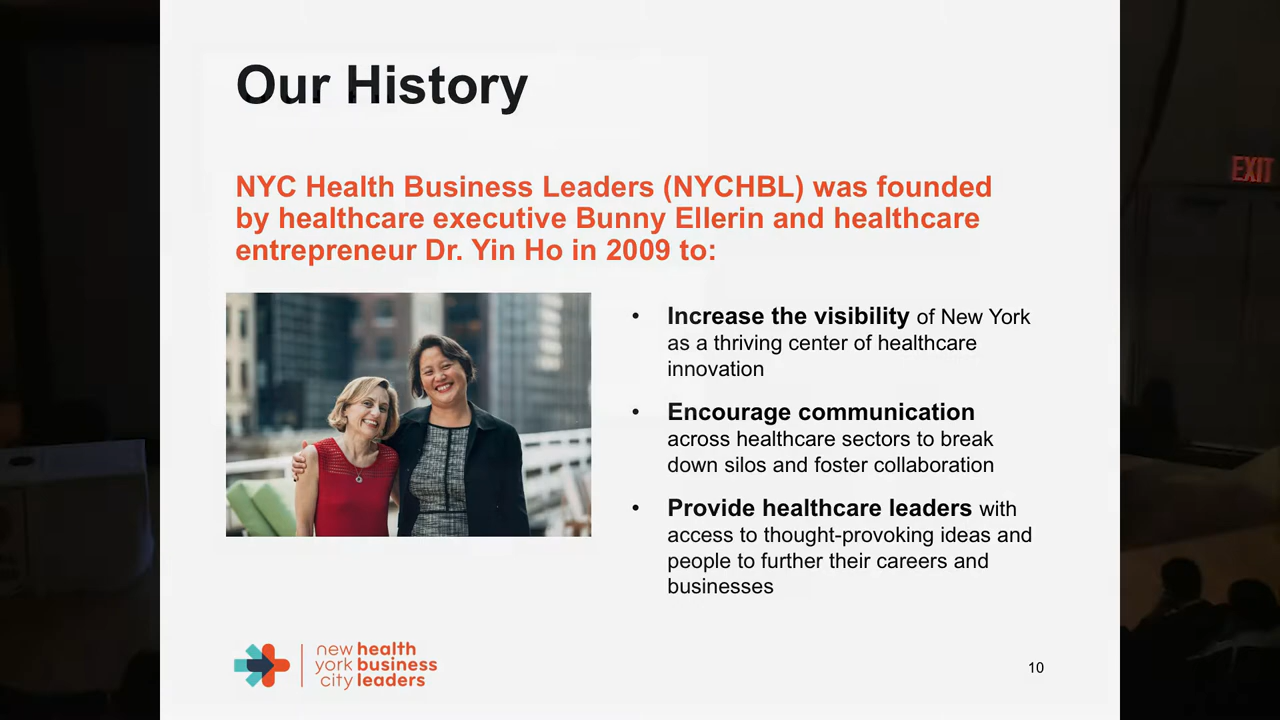 Our History
NYC Health Business Leaders (NYCHBL) was founded
by healthcare executive Bunny Ellerin and healthcare
entrepreneur Dr. Yin Ho in 2009 to:
• Increase the visibility of New York
as a thriving center of healthcare
innovation
• Encourage communication
across healthcare sectors to break
down silos and foster collaboration
• Provide healthcare leaders with
access to thought-provoking ideas and
people to further their careers and
businesses
new health
york business
city leaders
10
EXIT